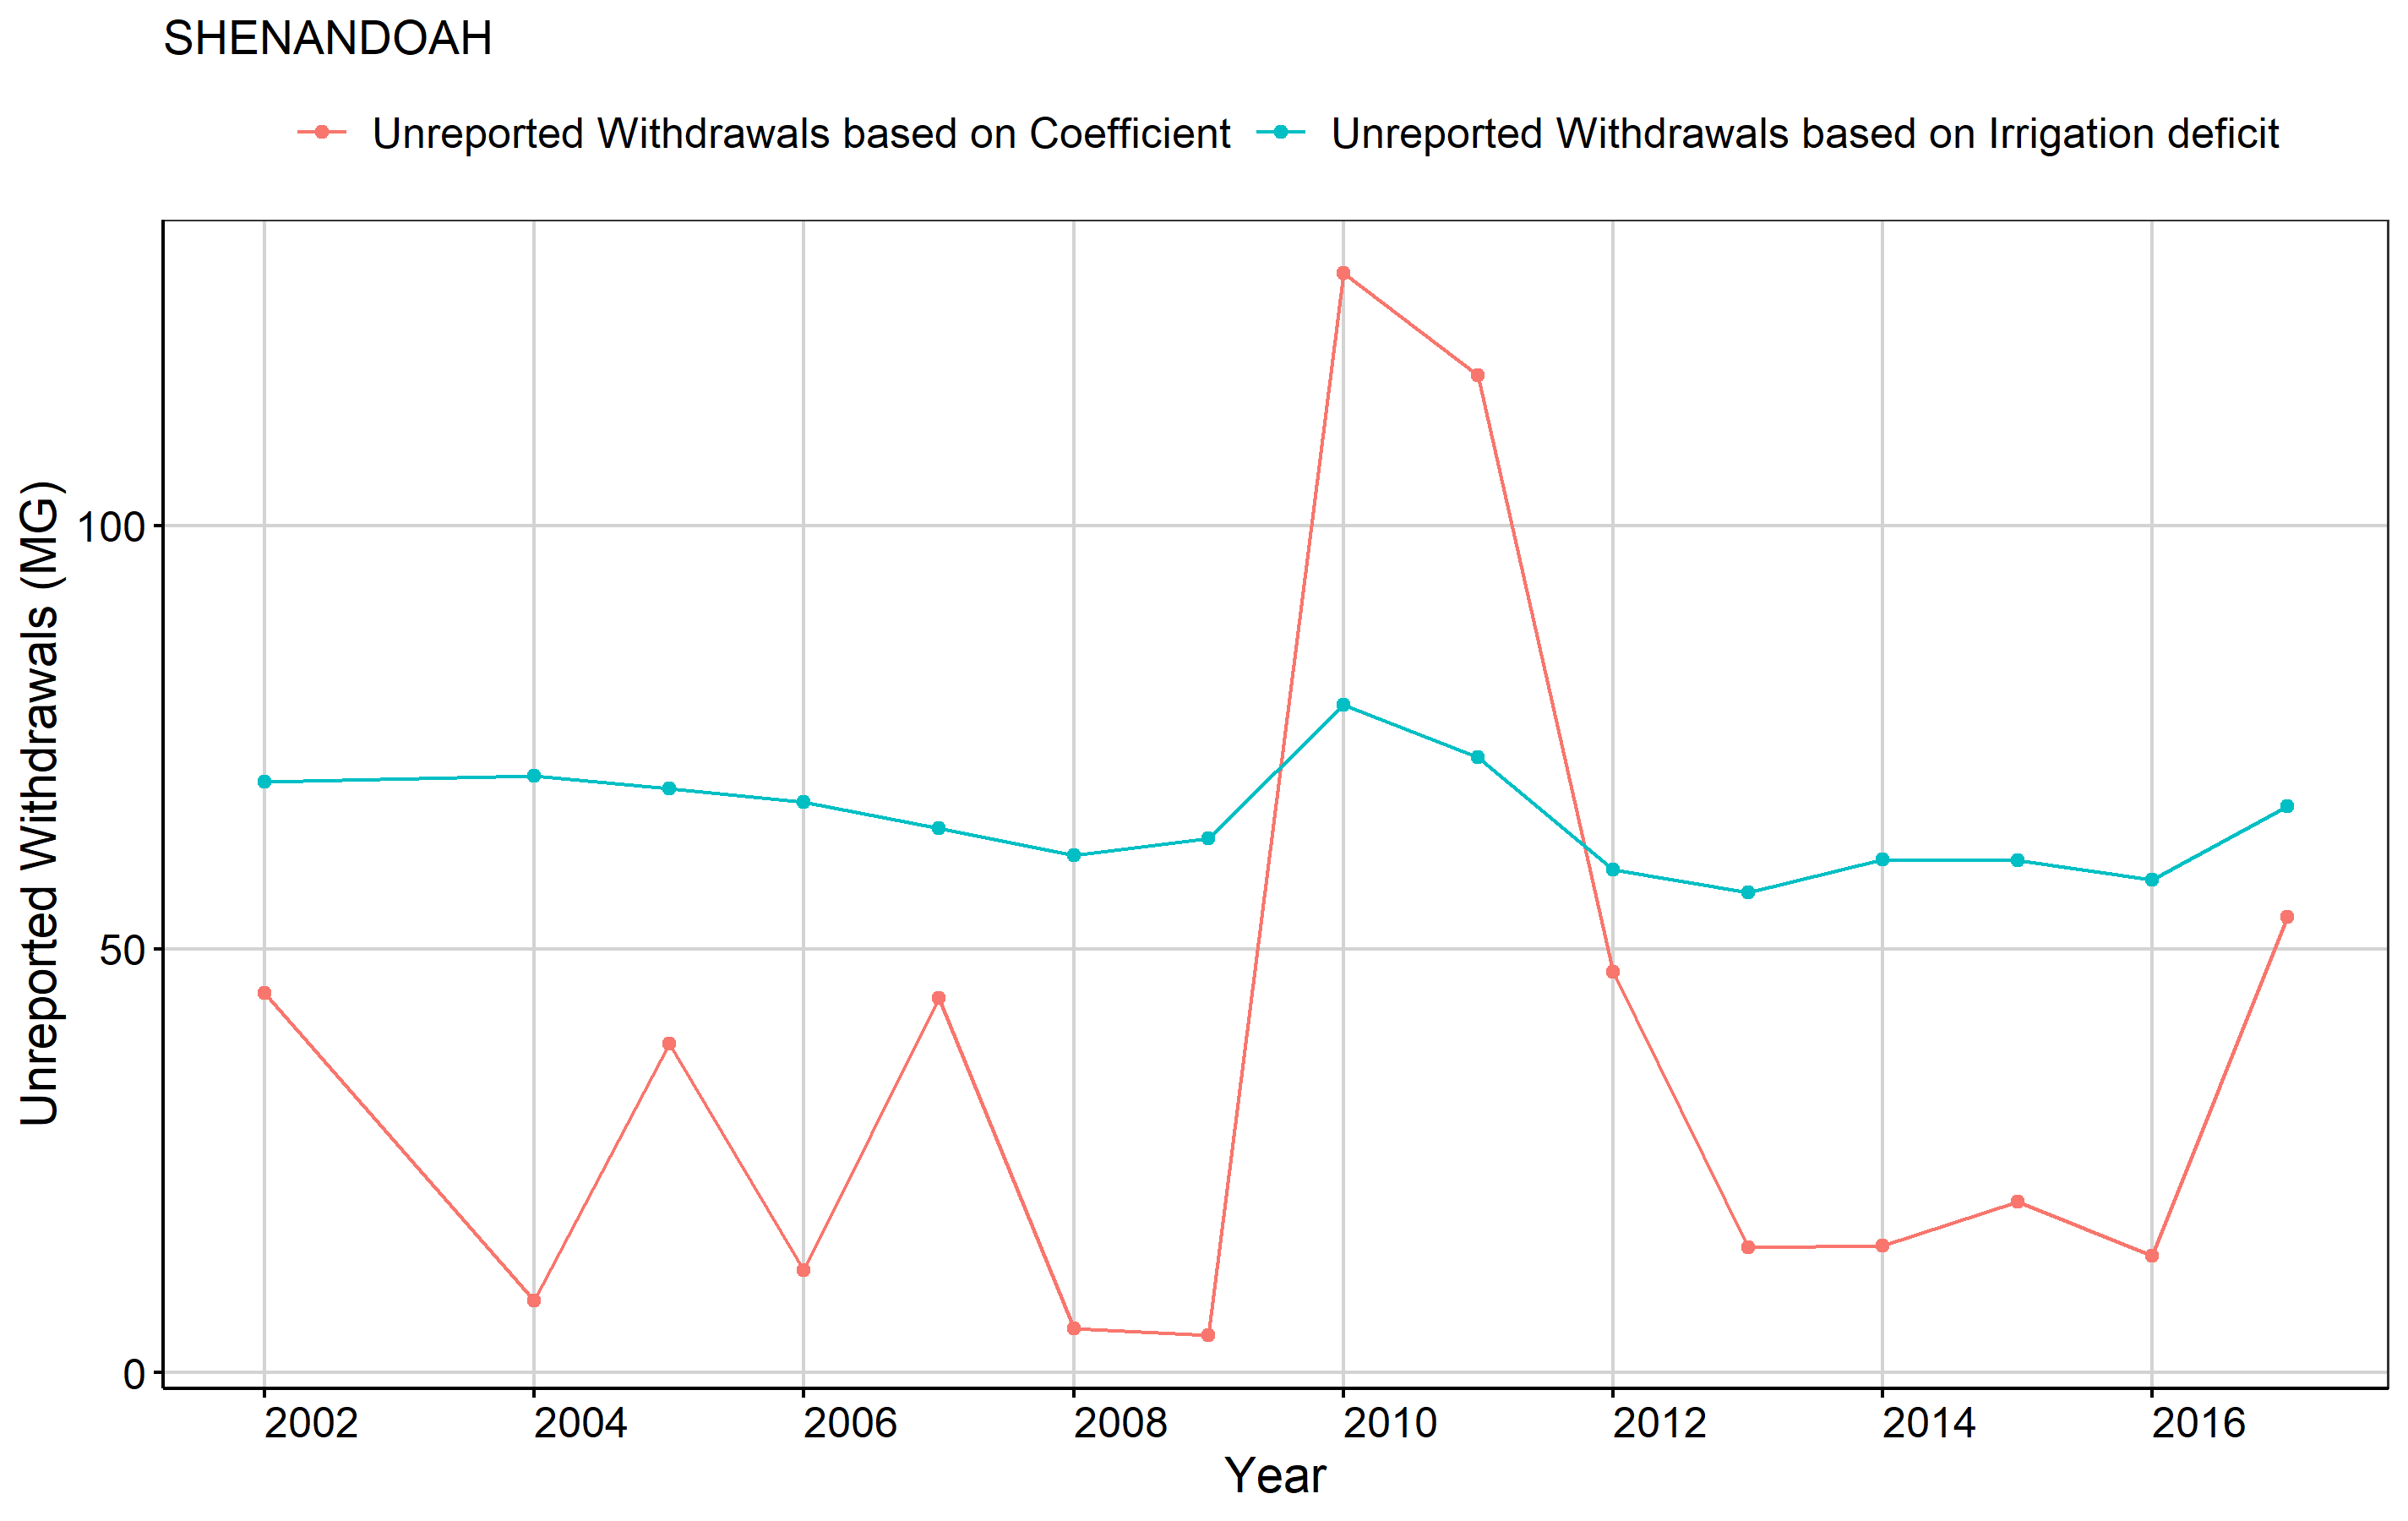 SHENANDOAH
Unreported Withdrawals based on Coefficient Unreported Withdrawals based on Irrigation deficit
Unreported Withdrawals (MG)
100
50
0
2002 2004 2006 2008 2010 2012 2014 2016
Year